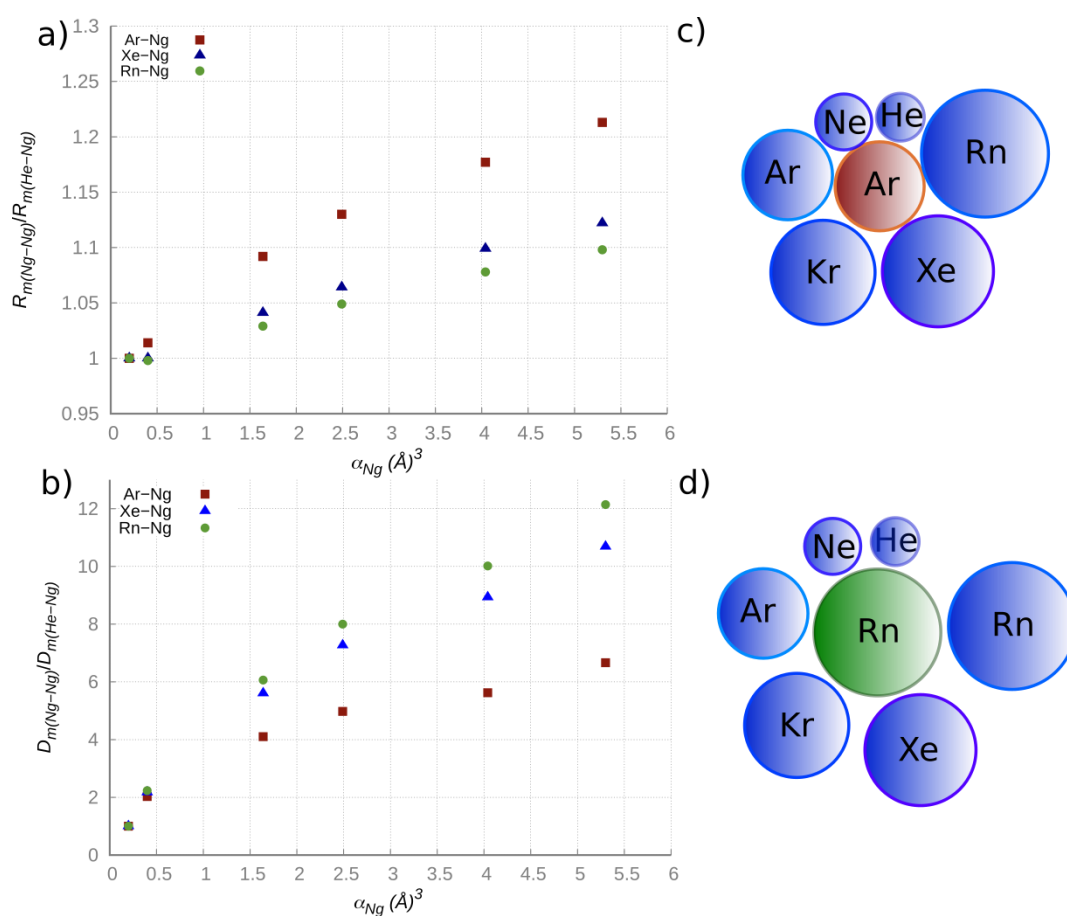 a)
Ar−Ng
Xe−Ng
Rn−Ng
1.3
1.25
1.2
1.15
1.1
1.05
1
0.95
R_m(Ng−Ng)/R_m(He−Ng)
0 0.5 1 1.5 2 2.5 3 3.5 4 4.5 5 5.5 6
α_Ng (Å)^3
c)
Ne He
Ar Ar Rn
Kr Xe
b)
Ar−Ng
Xe−Ng
Rn−Ng
12
10
8
6
4
2
0
D_m(Ng−Ng)/D_m(He−Ng)
0 0.5 1 1.5 2 2.5 3 3.5 4 4.5 5 5.5 6
α_Ng (Å)^3
d)
Ne He
Ar Rn Rn
Kr Xe